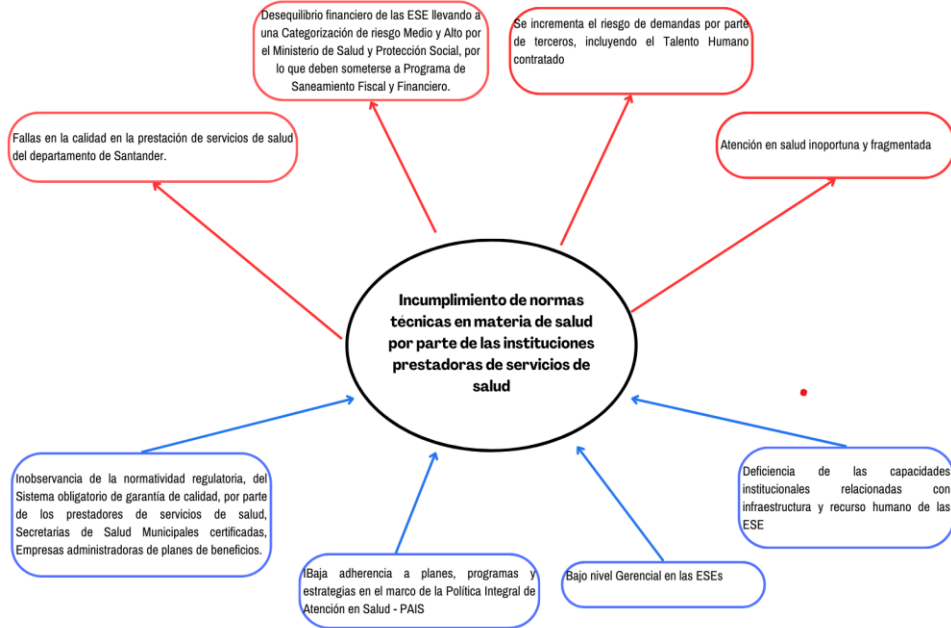 Desequilibrio financiero de las ESE llevando a
una Categorización de riesgo Medio y Alto por
el Ministerio de Salud y Protección Social, por
lo que deben someterse a Programa de
Saneamiento Fiscal y Financiero.
Se incrementa el riesgo de demandas por parte
de terceros, incluyendo el Talento Humano
contratado
Fallas en la calidad en la prestación de servicios de salud
del departamento de Santander.
Atención en salud inoportuna y fragmentada
Incumplimiento de normas
técnicas en materia de salud
por parte de las instituciones
prestadoras de servicios de
salud
Inobservancia de la normatividad regulatoria, del
Sistema obligatorio de garantía de calidad, por parte
de los prestadores de servicios de salud,
Secretarias de Salud Municipales certificadas,
Empresas administradoras de planes de beneficios.
IBaja adherencia a planes, programas y
estrategias en el marco de la Política Integral de
Atención en Salud - PAIS
Bajo nivel Gerencial en las ESEs
Deficiencia de las capacidades
institucionales relacionadas con
infraestructura y recurso humano de las
ESE